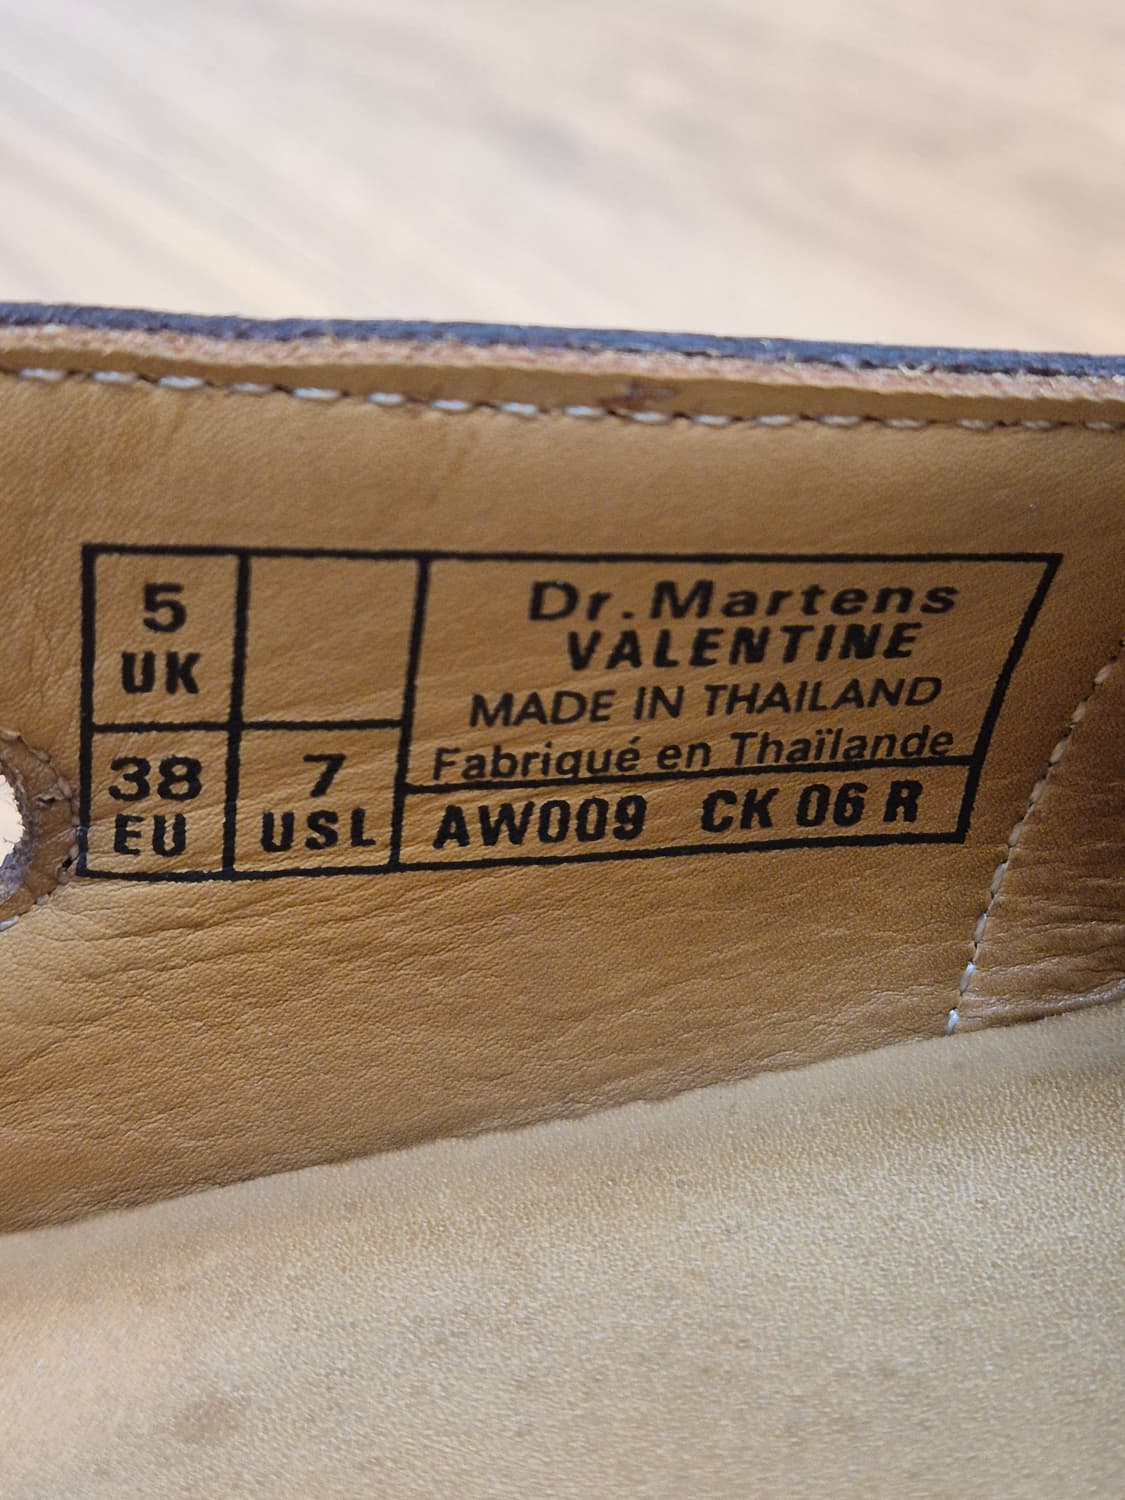 5
UK
38
EU
7
USL
Dr. Martens
VALENTINE
MADE IN THAILAND
Fabriqué en Thaïlande
AW009 CK 06 R